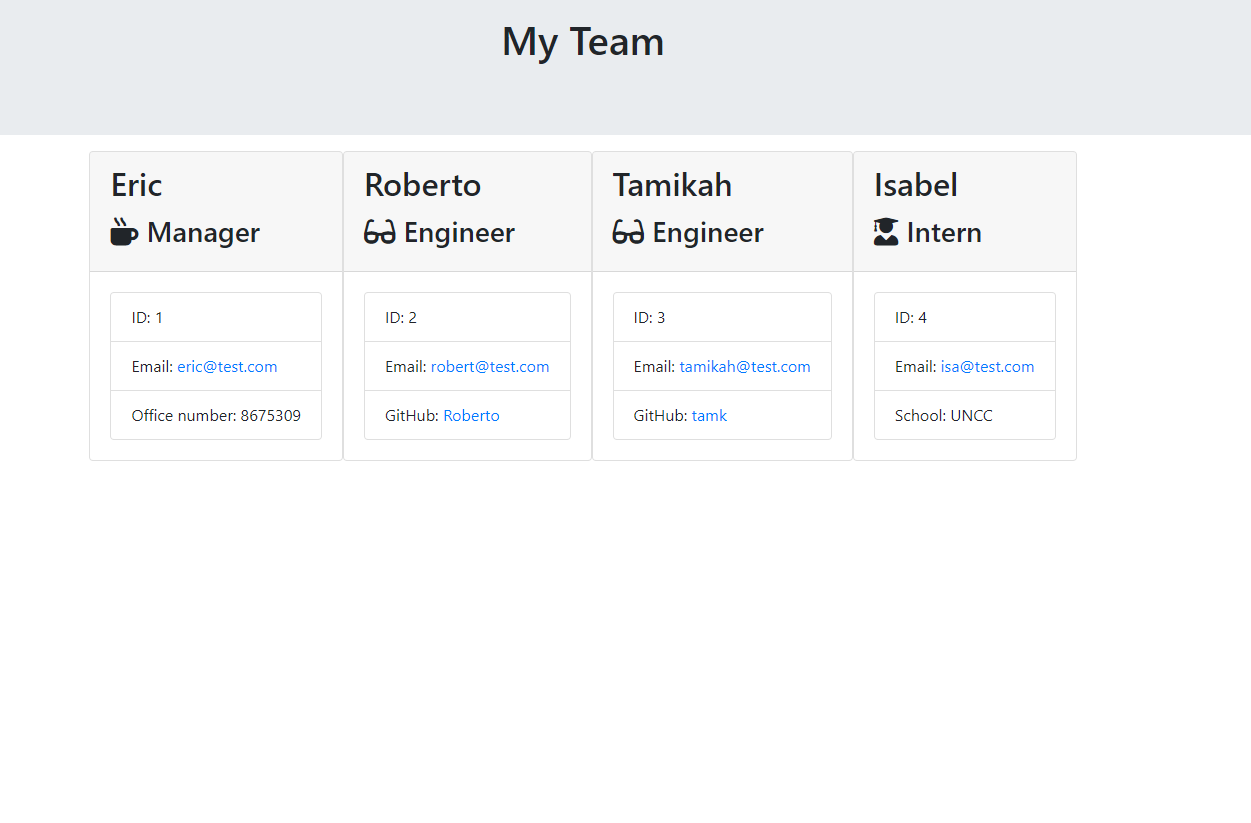 My Team
Eric
Manager
ID: 1
Email: eric@test.com
Office number: 8675309
Roberto
Engineer
ID: 2
Email: robert@test.com
GitHub: Roberto
Tamikah
Engineer
ID: 3
Email: tamikah@test.com
GitHub: tamk
Isabel
Intern
ID: 4
Email: isa@test.com
School: UNCC